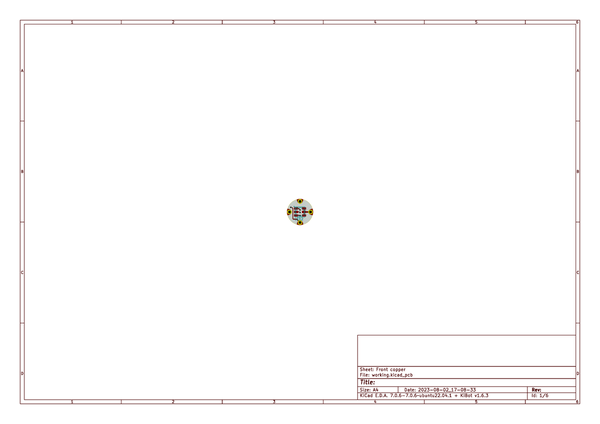 1 2 3 4 5 6
A A
B B
C C
Sheet: Front copper
File: working.kicad_pcb
D D
Title:
Size: A4 Date: 2023-08-02_17-08-33 Rev:
KiCad E.D.A. 7.0.6-7.0.6~ubuntu22.04.1 + KiBot v1.6.3 Id: 1/6
1 2 3 4 5 6